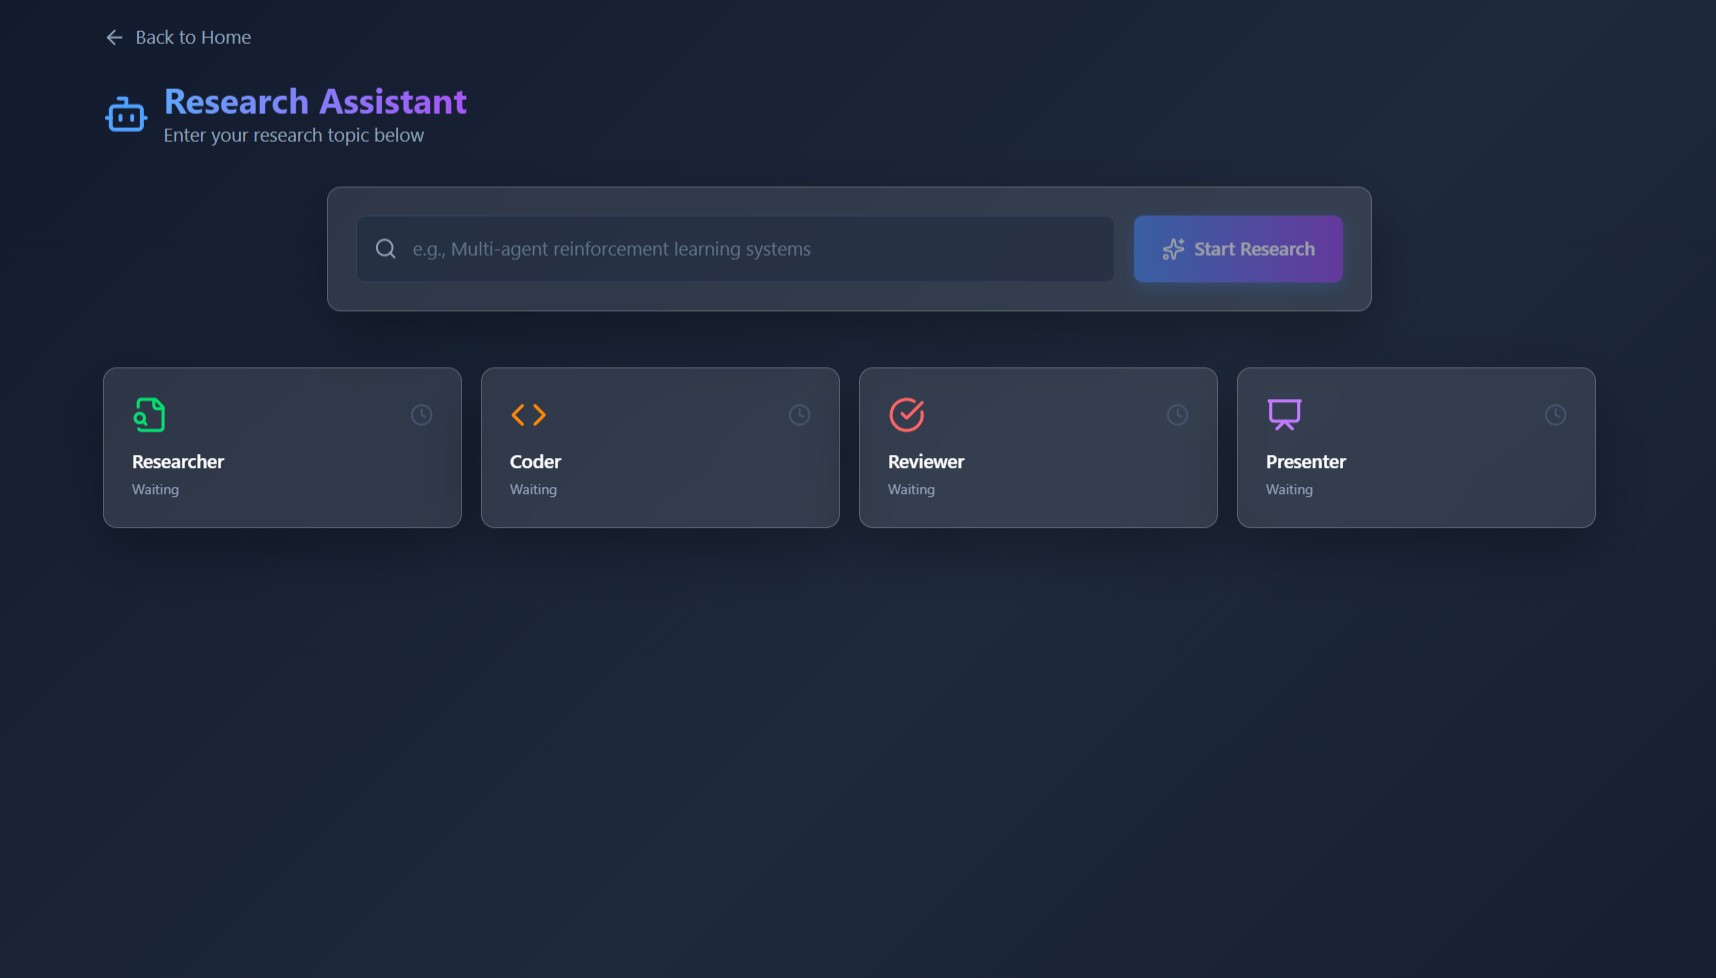 Back to Home
Research Assistant
Enter your research topic below
e.g., Multi-agent reinforcement learning systems
Start Research
Researcher
Waiting
Coder
Waiting
Reviewer
Waiting
Presenter
Waiting